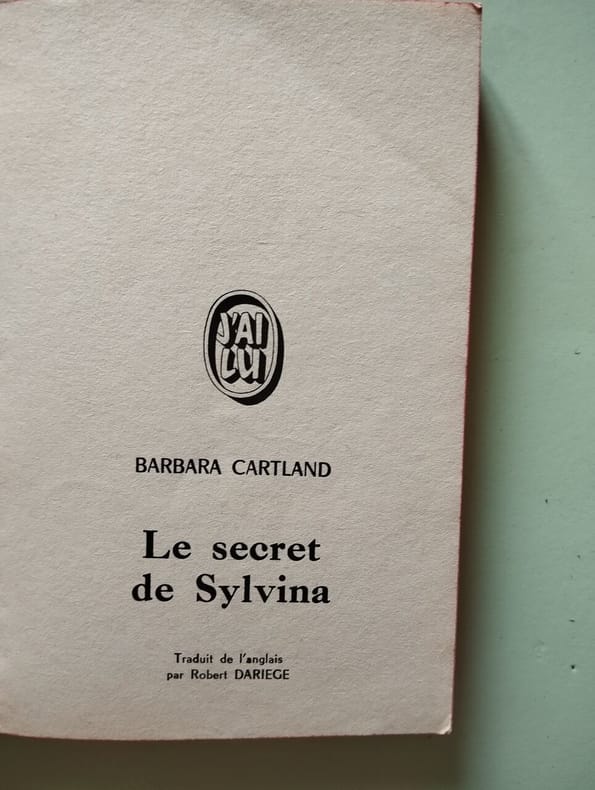 J'AI
LU
BARBARA CARTLAND
Le secret
de Sylvina
Traduit de l'anglais
par Robert DARIEGE